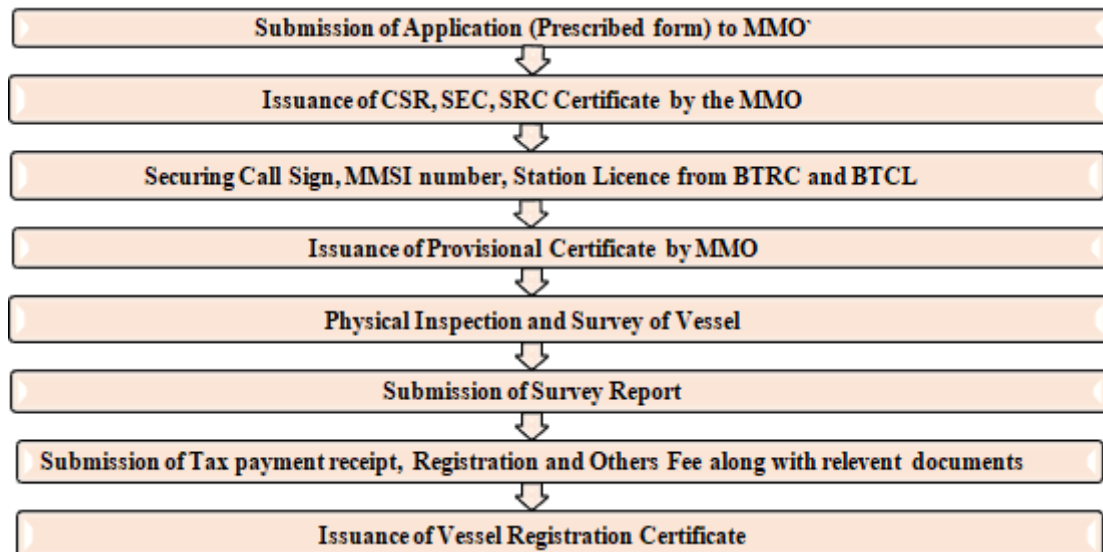 Submission of Application (Prescribed form) to MMO`
Issuance of CSR, SEC, SRC Certificate by the MMO
Securing Call Sign, MMSI number, Station Licence from BTRC and BTCL
Issuance of Provisional Certificate by MMO
Physical Inspection and Survey of Vessel
Submission of Survey Report
Submission of Tax payment receipt, Registration and Others Fee along with relevent documents
Issuance of Vessel Registration Certificate